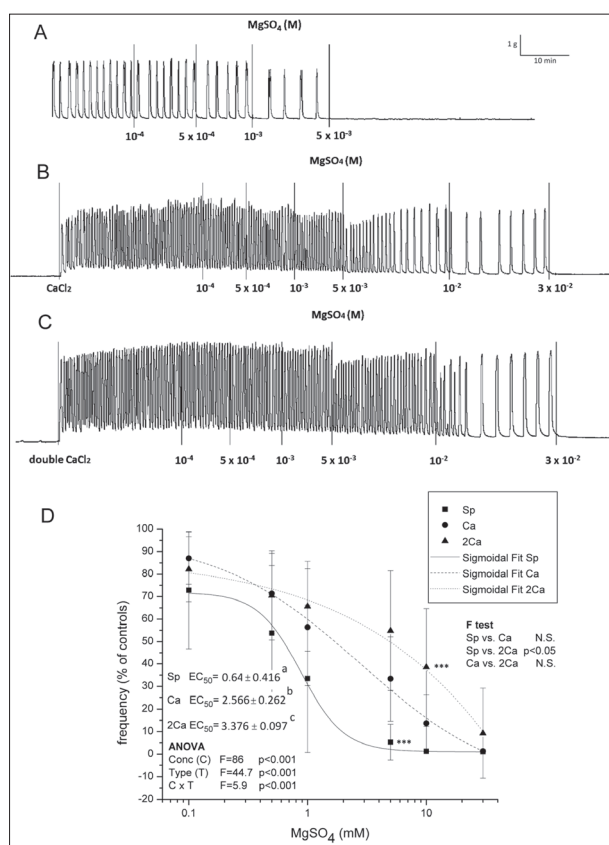 A
MgSO₄ (M)
1 g
10 min
10⁻⁴ 5 x 10⁻⁴ 10⁻³ 5 x 10⁻³
B
MgSO₄ (M)
CaCl₂ 10⁻⁴ 5 x 10⁻⁴ 10⁻³ 5 x 10⁻³ 10⁻² 3 x 10⁻²
C
MgSO₄ (M)
double CaCl₂ 10⁻⁴ 5 x 10⁻⁴ 10⁻³ 5 x 10⁻³ 10⁻² 3 x 10⁻²
D
Sp
Ca
2Ca
Sigmoidal Fit Sp
Sigmoidal Fit Ca
Sigmoidal Fit 2Ca
F test
Sp vs. Ca N.S.
Sp vs. 2Ca p<0.05
Ca vs. 2Ca N.S.
frequency (% of controls)
100
90
80
70
60
50
40
30
20
10
0
-10
-20
***
***
Sp EC₅₀= 0.64 ± 0.416 a
Ca EC₅₀= 2.566 ± 0.262 b
2Ca EC₅₀= 3.376 ± 0.097 c
ANOVA
Conc (C) F=86 p<0.001
Type (T) F=44.7 p<0.001
C x T F=5.9 p<0.001
0.1 1 10
MgSO₄ (mM)